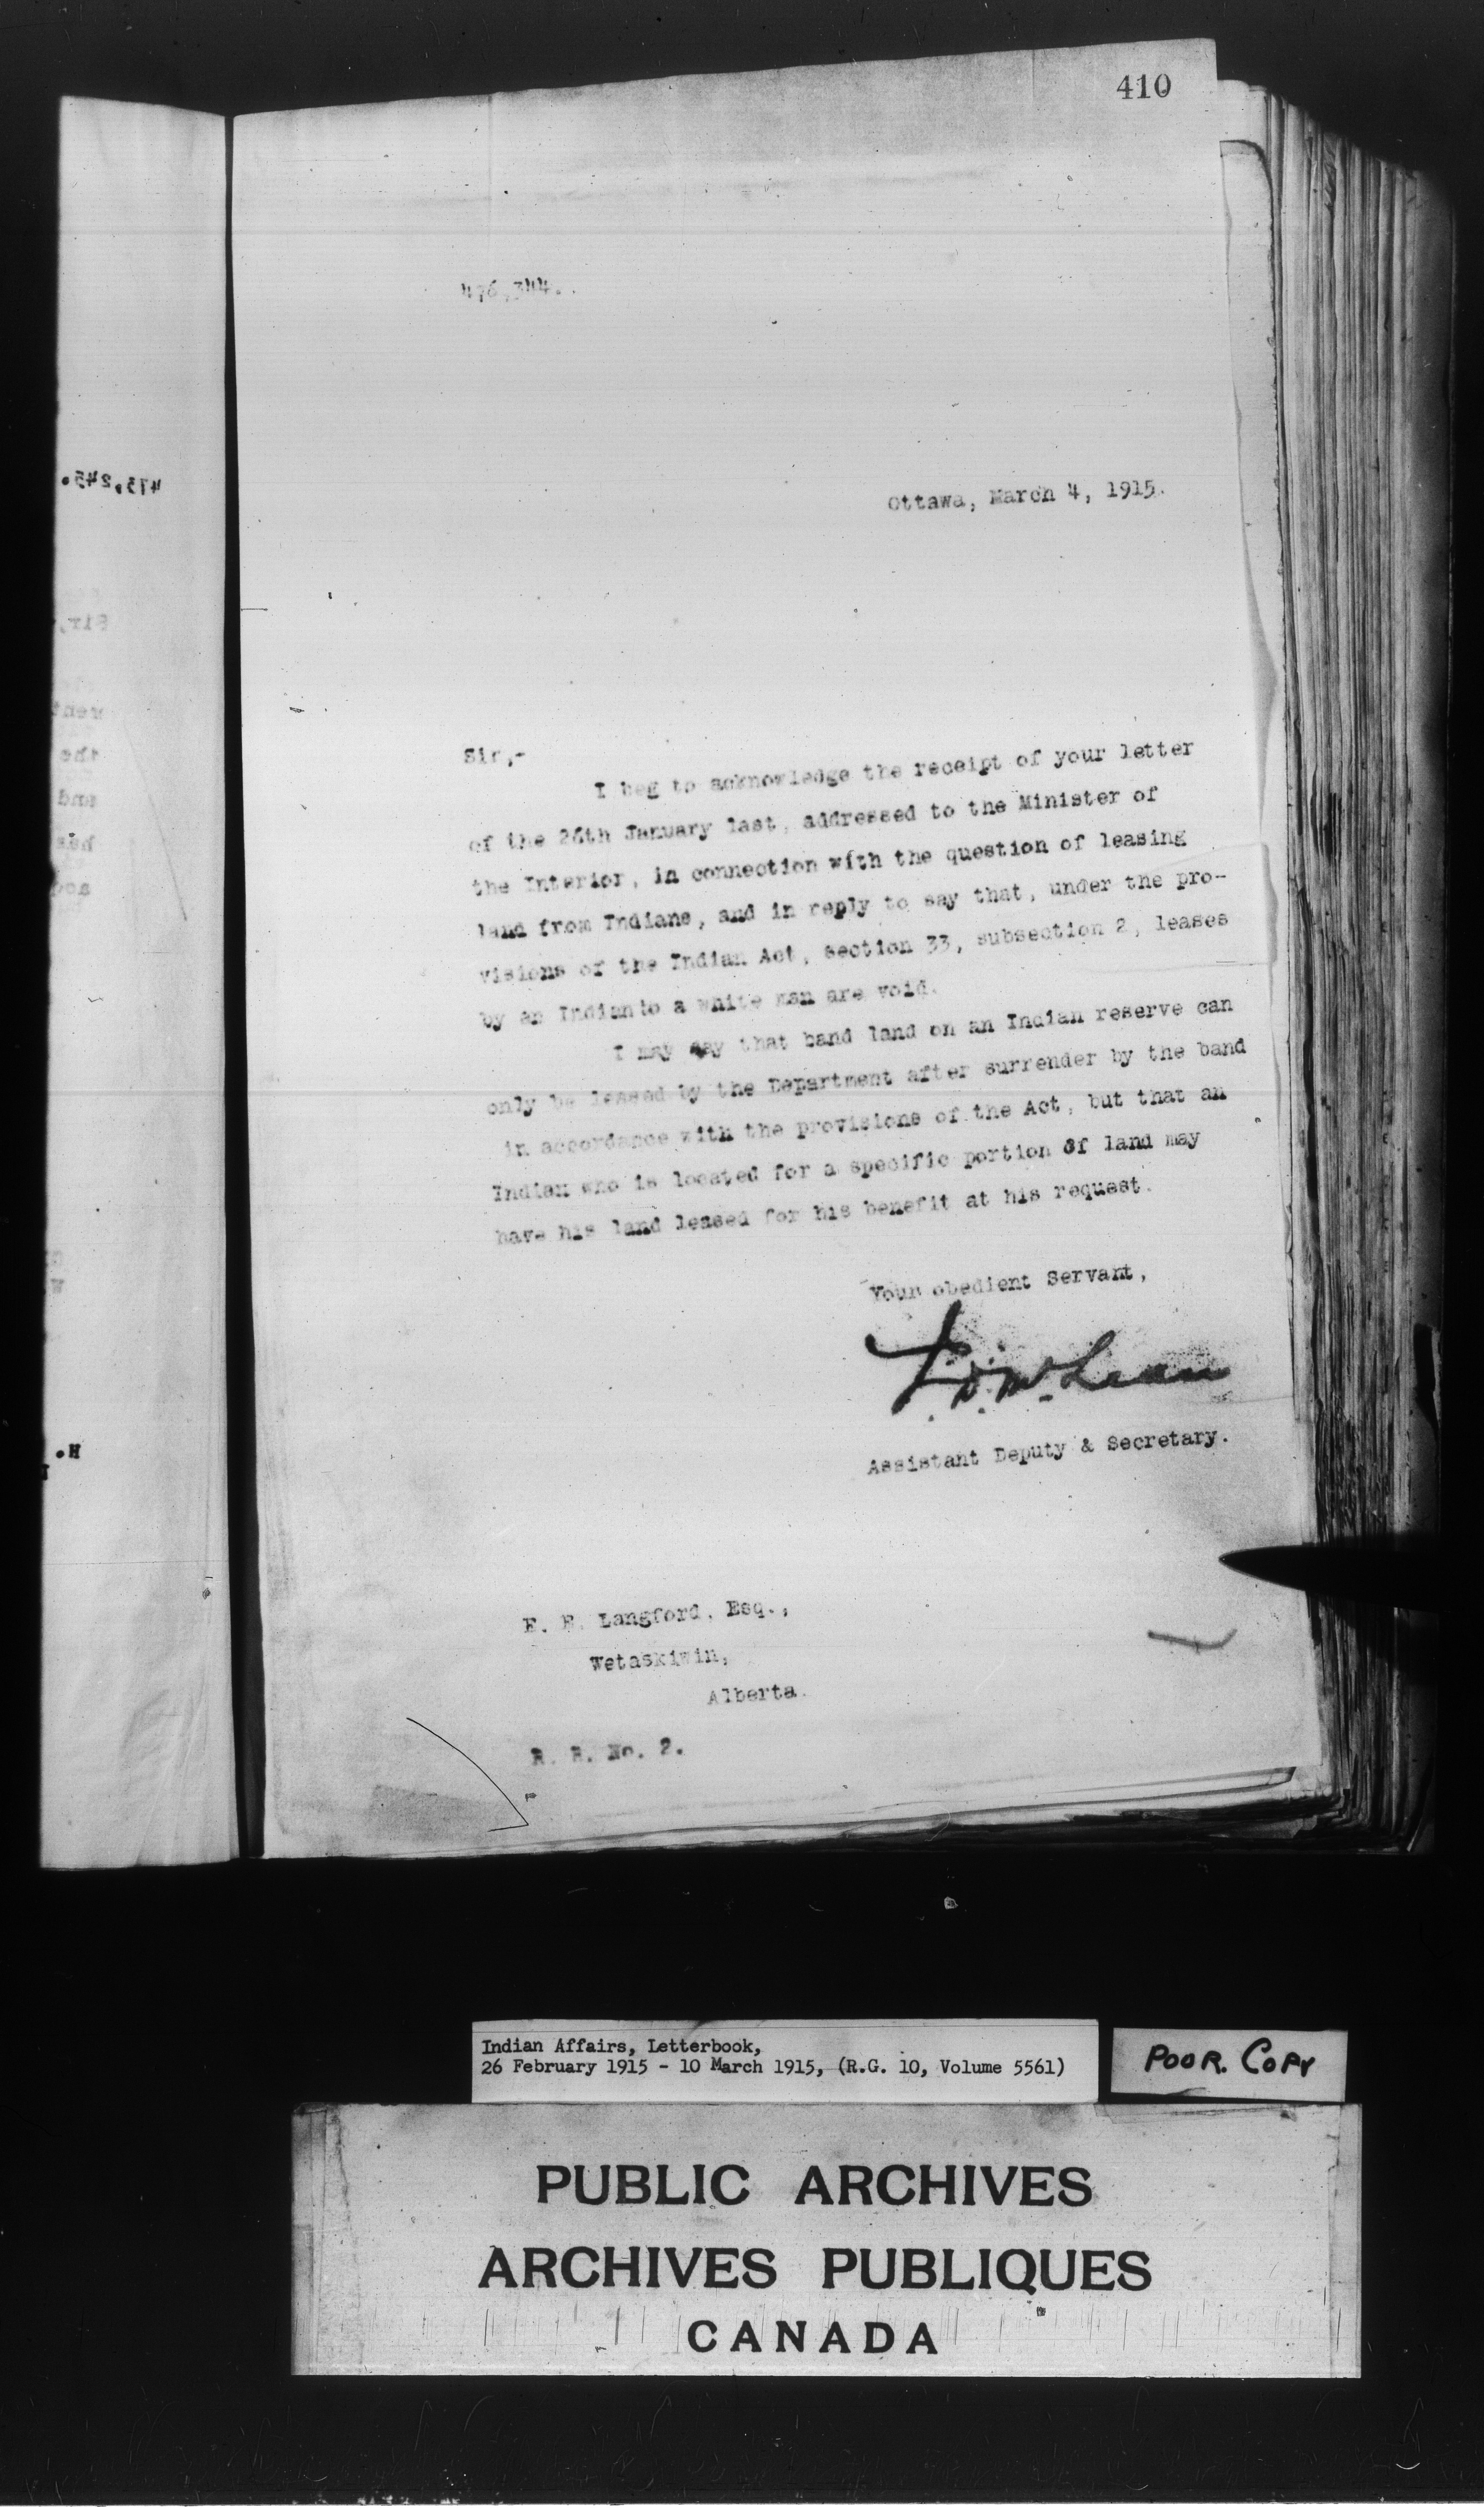 410
476,344.
Ottawa, March 4, 1915.
Sir,-
I beg to acknowledge the receipt of your letter
of the 26th January last, addressed to the Minister of
the Interior, in connection with the question of leasing
land from Indians, and in reply to say that, under the pro-
visions of the Indian Act, section 33, subsection 2, leases
by an Indian to a white man are void.
I may say that band land on an Indian reserve can
only be leased by the Department after surrender by the band
in accordance with the provisions of the Act, but that an
Indian who is located for a specific portion of land may
have his land leased for his benefit at his request.
Your obedient Servant,
J.D. McLean
Assistant Deputy & Secretary.
E. Langford, Esq.,
Wetaskiwin,
Alberta.
R. R. No. 2.
473,245.
Indian Affairs, Letterbook,
26 February 1915 - 10 March 1915, (R.G. 10, Volume 5561)
POOR. COPY
PUBLIC ARCHIVES
ARCHIVES PUBLIQUES
CANADA